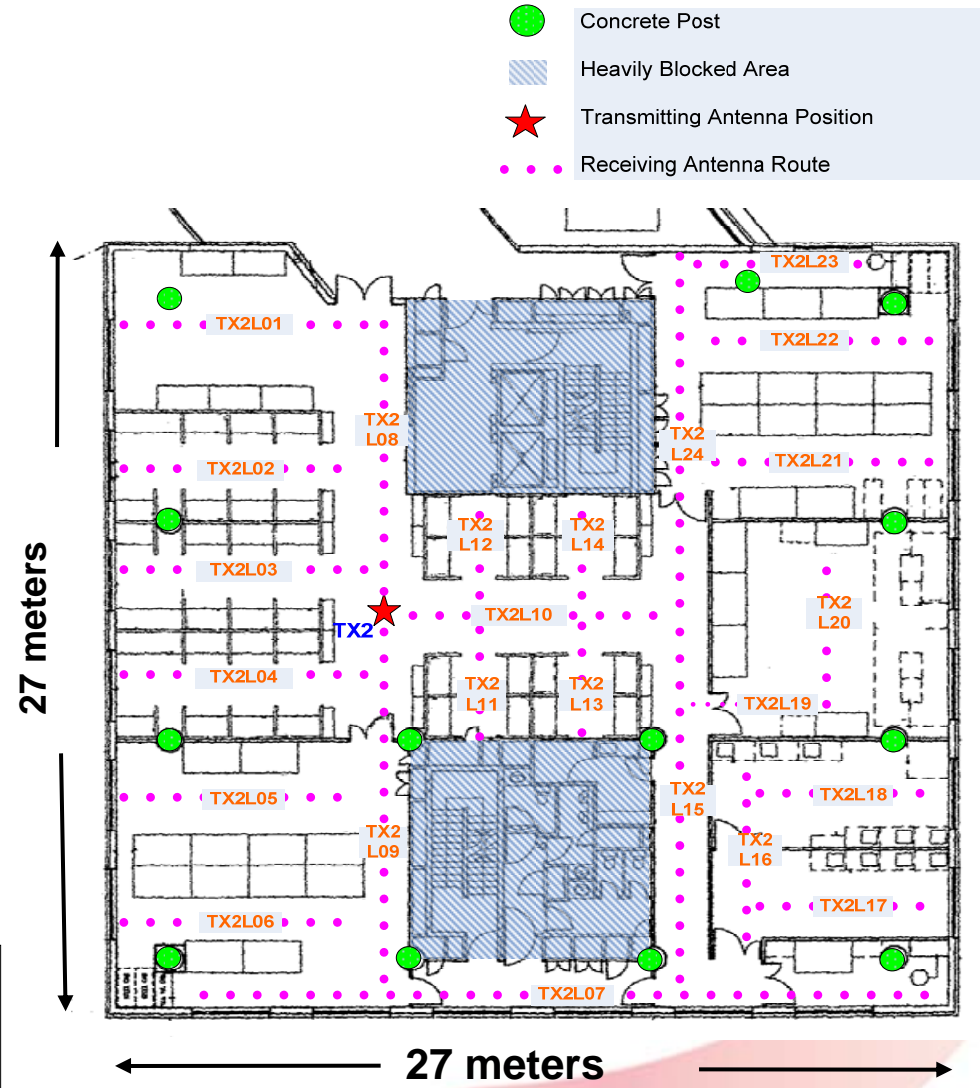 Concrete Post
Heavily Blocked Area
Transmitting Antenna Position
Receiving Antenna Route
TX2L23
TX2L01
TX2L22
TX2
L08
TX2
L24
TX2L02
TX2L21
TX2
L12
TX2
L14
TX2L03
TX2L10
TX2
L20
TX2
27 meters
TX2L04
TX2
L11
TX2
L13
TX2L19
TX2L05
TX2
L15
TX2L18
TX2
L09
TX2
L16
TX2L06
TX2L17
TX2L07
27 meters